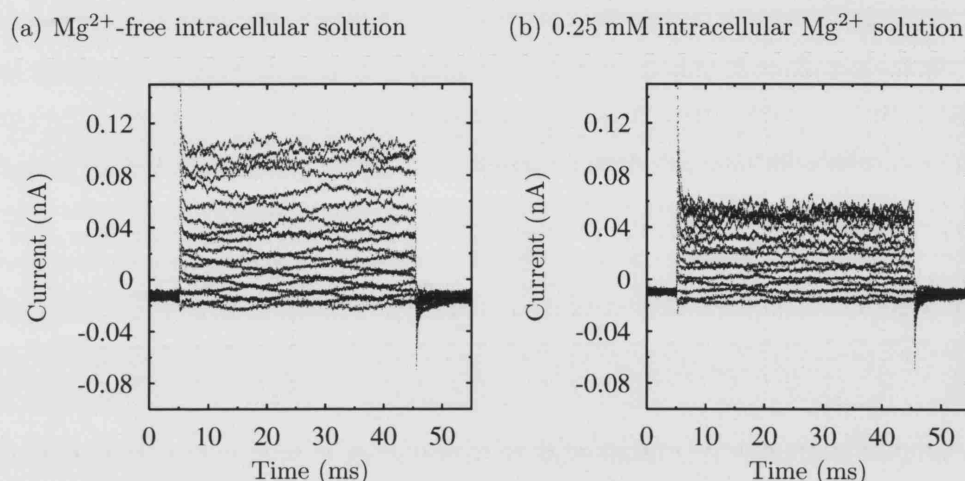 (a) Mg²⁺-free intracellular solution
0.12
0.08
0.04
0
-0.04
-0.08
Current (nA)
0 10 20 30 40 50
Time (ms)
(b) 0.25 mM intracellular Mg²⁺ solution
0.12
0.08
0.04
0
-0.04
-0.08
Current (nA)
0 10 20 30 40 50
Time (ms)